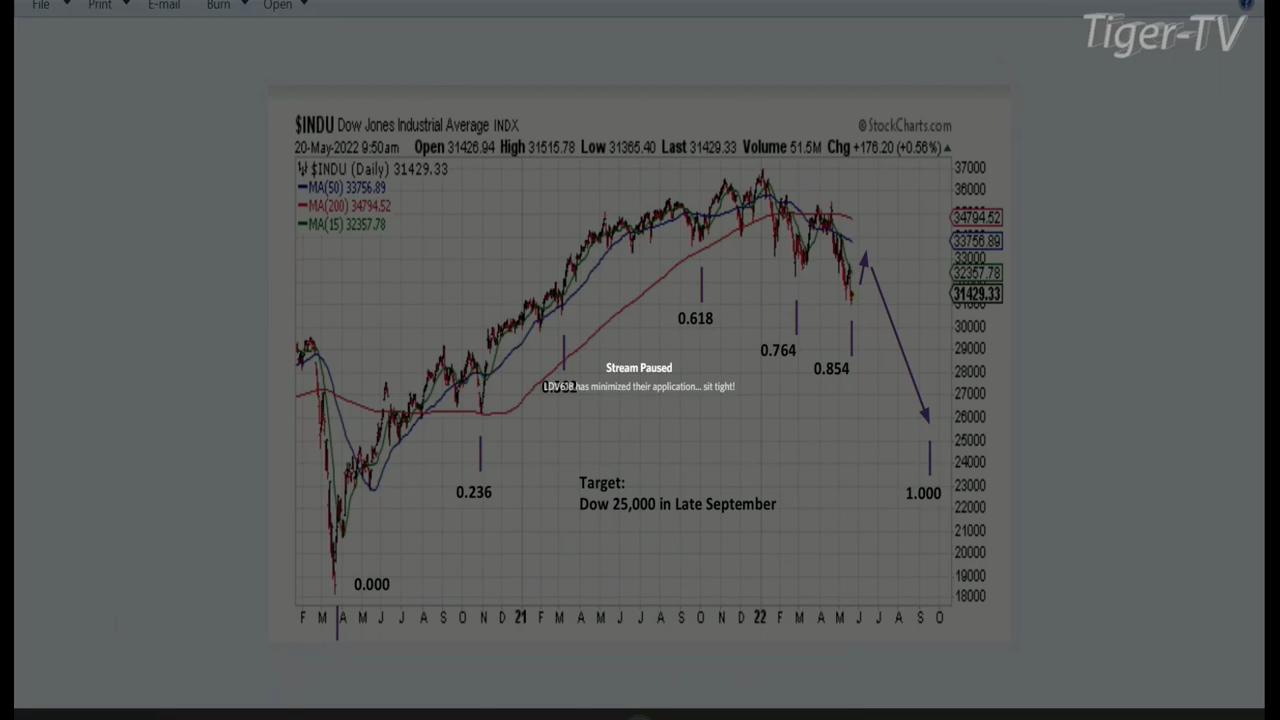 File Print E-mail Burn Open
Tiger-TV
$INDU Dow Jones Industrial Average INDX
© StockCharts.com
20-May-2022 9:50am Open 31426.94 High 31515.78 Low 31365.40 Last 31429.33 Volume 51.5M Chg +176.20 (+0.56%)
$INDU (Daily) 31429.33
MA(50) 33756.89
MA(200) 34794.52
MA(15) 32357.78
37000
36000
34794.52
33756.89
33000
32357.78
31429.33
30000
29000
28000
27000
26000
25000
24000
23000
22000
21000
20000
19000
18000
0.618
0.764
0.854
Stream Paused
has minimized their application... sit tight!
0.236
1.000
Target:
Dow 25,000 in Late September
0.000
F M A M J J A S O N D 21 F M A M J J A S O N D 22 F M A M J J A S O